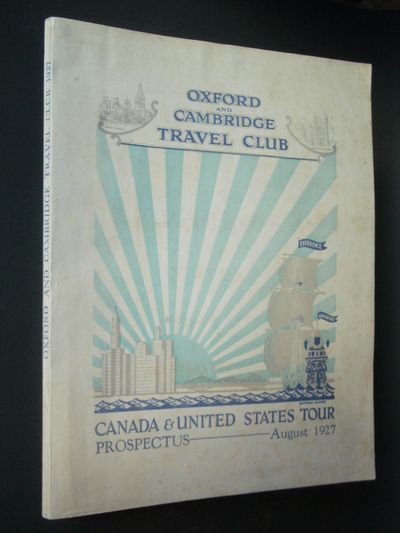 OXFORD
AND
CAMBRIDGE
TRAVEL CLUB
EXPERIENCE
CANADA & UNITED STATES TOUR
PROSPECTUS—August 1927
OXFORD AND CAMBRIDGE TRAVEL CLUB 1927